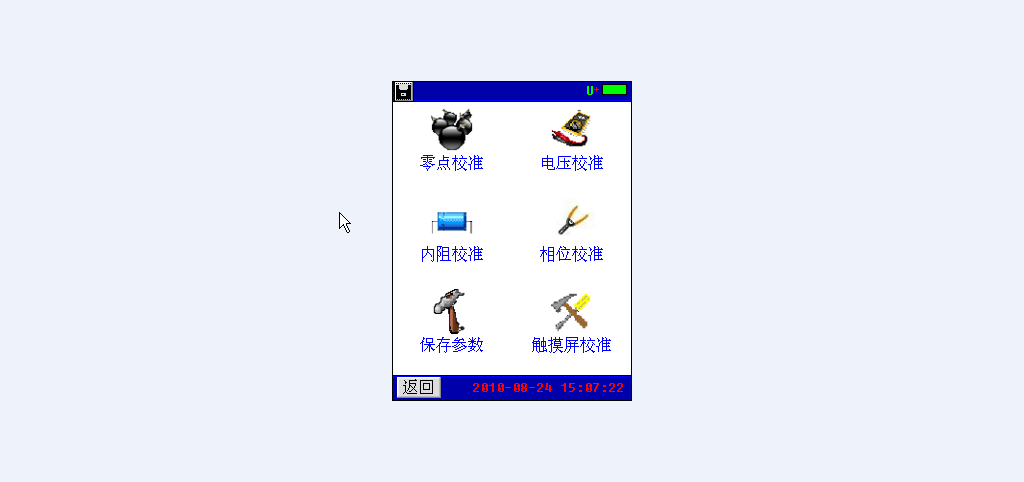 U+
零点校准 电压校准
内阻校准 相位校准
保存参数 触摸屏校准
返回 2010-08-24 15:07:22